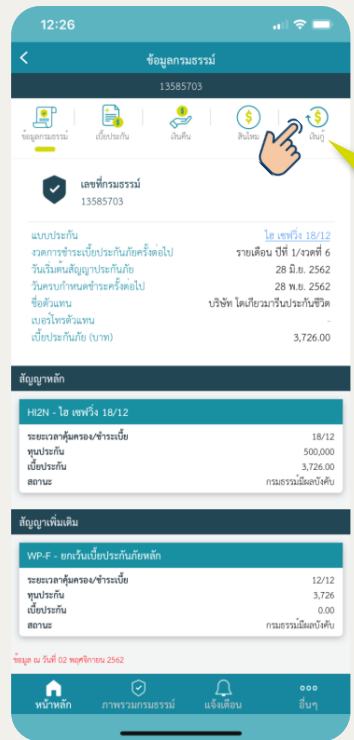 12:26
ข้อมูลกรมธรรม์
13585703
ข้อมูลกรมธรรม์ เบี้ยประกัน เงินคืน สินไหม เงินกู้
เลขที่กรมธรรม์
13585703
แบบประกัน ไฮ เซฟวิ่ง 18/12
งวดการชำระเบี้ยประกันภัยครั้งต่อไป รายเดือน ปีที่ 1/งวดที่ 6
วันเริ่มต้นสัญญาประกันภัย 28 มิ.ย. 2562
วันครบกำหนดชำระครั้งต่อไป 28 พ.ย. 2562
ชื่อตัวแทน บริษัท โตเกียวมารีนประกันชีวิต
เบอร์โทรตัวแทน -
เบี้ยประกันภัย (บาท) 3,726.00
สัญญาหลัก
HI2N - ไฮ เซฟวิ่ง 18/12
ระยะเวลาคุ้มครอง/ชำระเบี้ย 18/12
ทุนประกัน 500,000
เบี้ยประกัน 3,726.00
สถานะ กรมธรรม์มีผลบังคับ
สัญญาเพิ่มเติม
WP-F - ยกเว้นเบี้ยประกันภัยหลัก
ระยะเวลาคุ้มครอง/ชำระเบี้ย 12/12
ทุนประกัน 3,726
เบี้ยประกัน 0.00
สถานะ กรมธรรม์มีผลบังคับ
ข้อมูล ณ วันที่ 02 พฤศจิกายน 2562
หน้าหลัก ภาพรวมกรมธรรม์ แจ้งเตือน อื่นๆ